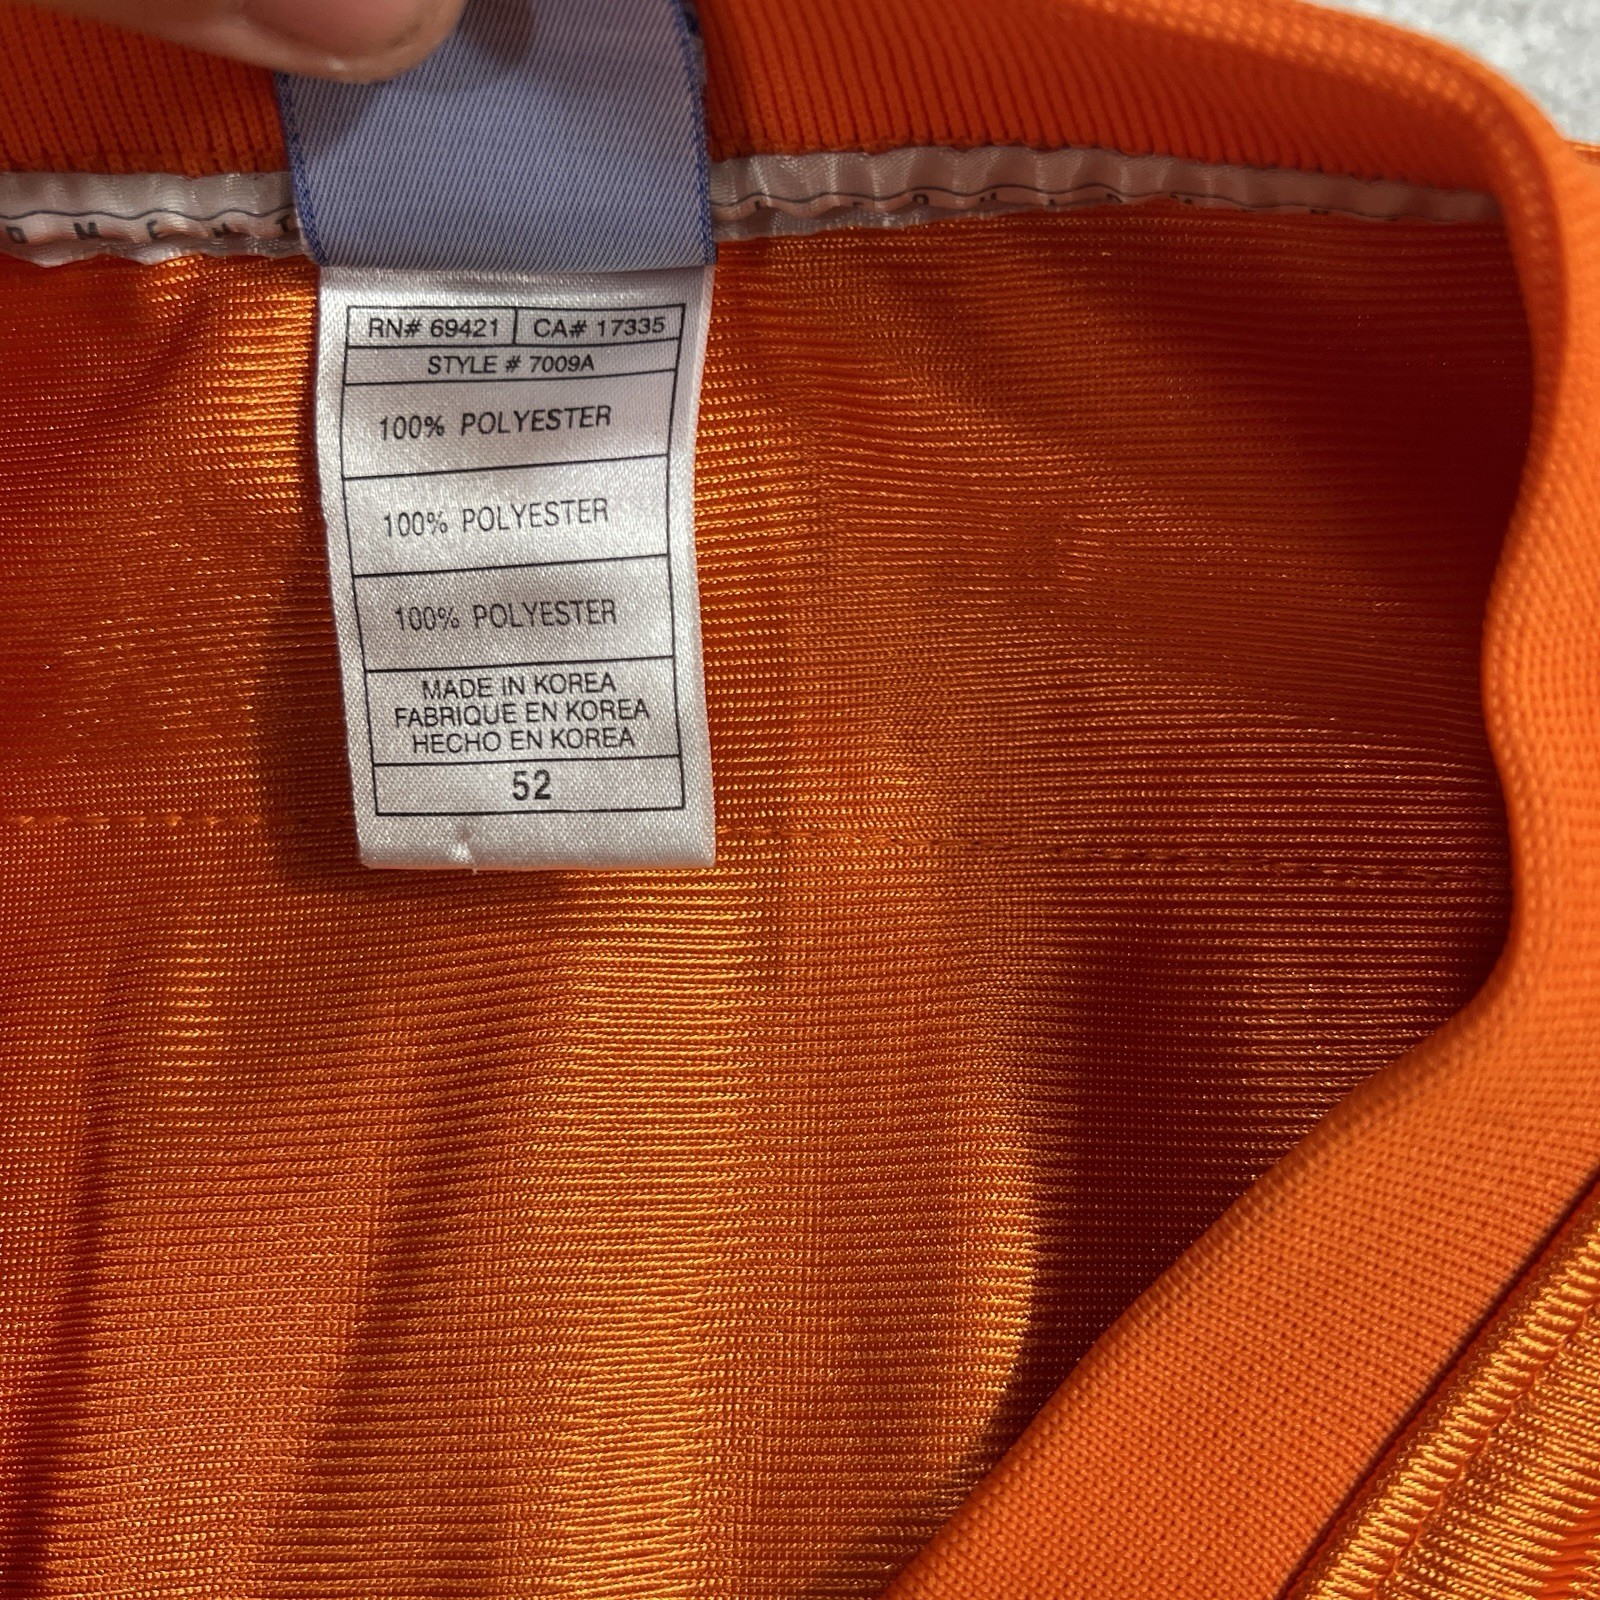 RN# 69421 CA# 17335
STYLE # 7009A
100% POLYESTER
100% POLYESTER
100% POLYESTER
MADE IN KOREA
FABRIQUE EN KOREA
HECHO EN KOREA
52